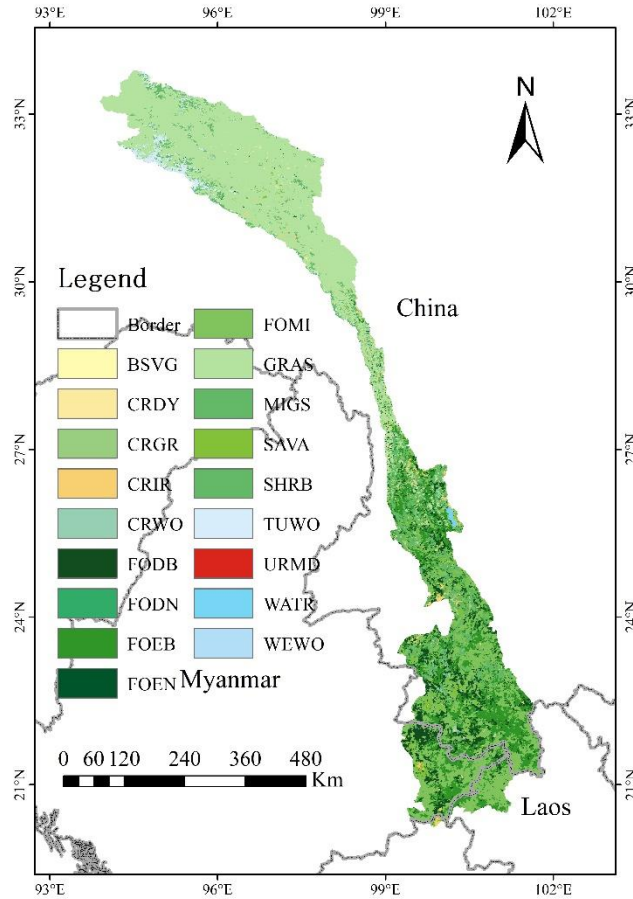 93°E 96°E 99°E 102°E
N
33°N 33°N
30°N 30°N
Legend
China
Border FOMI
BSVG GRAS
CRDY MIGS
CRGR SAVA
27°N 27°N
CRIR SHRB
CRWO TUWO
FODB URMD
FODN WATR
24°N 24°N
FOEB WEWO
FOEN Myanmar
0 60 120 240 360 480
Km
21°N 21°N
Laos
93°E 96°E 99°E 102°E